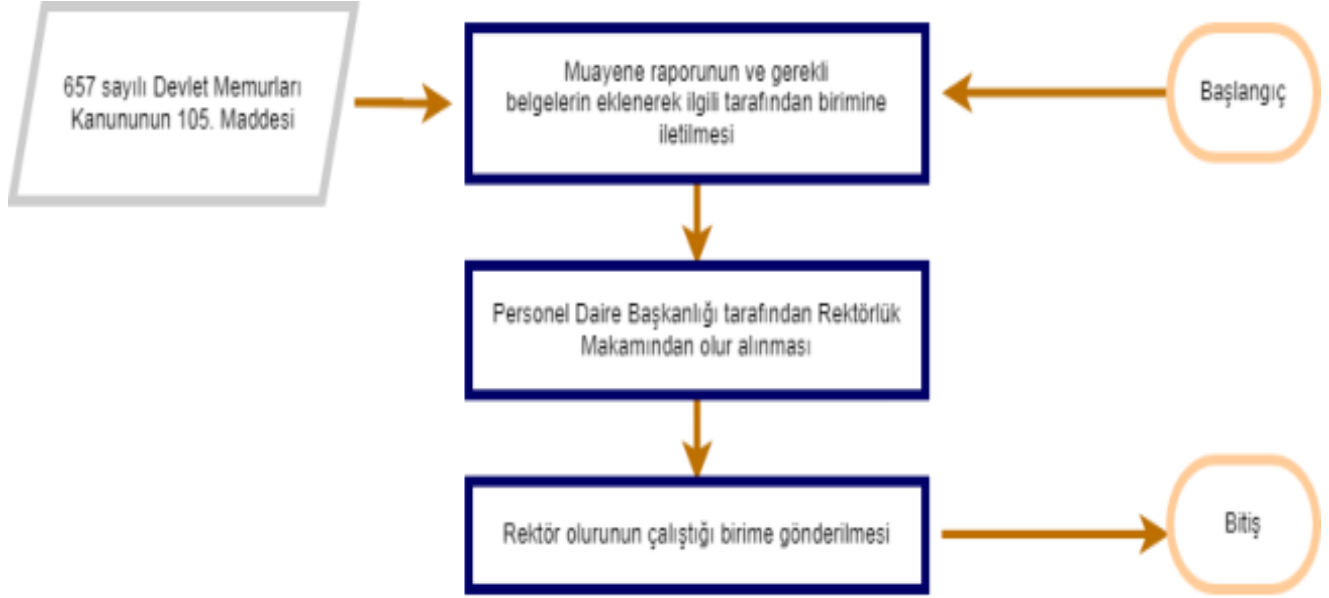 657 sayılı Devlet Memurları
Kanununun 105. Maddesi
Muayene raporunun ve gerekli
belgelerin eklenerek ilgili tarafından birimine
iletilmesi
Başlangıç
Personel Daire Başkanlığı tarafından Rektörlük
Makamından olur alınması
Rektör olurunun çalıştığı birime gönderilmesi
Bitiş